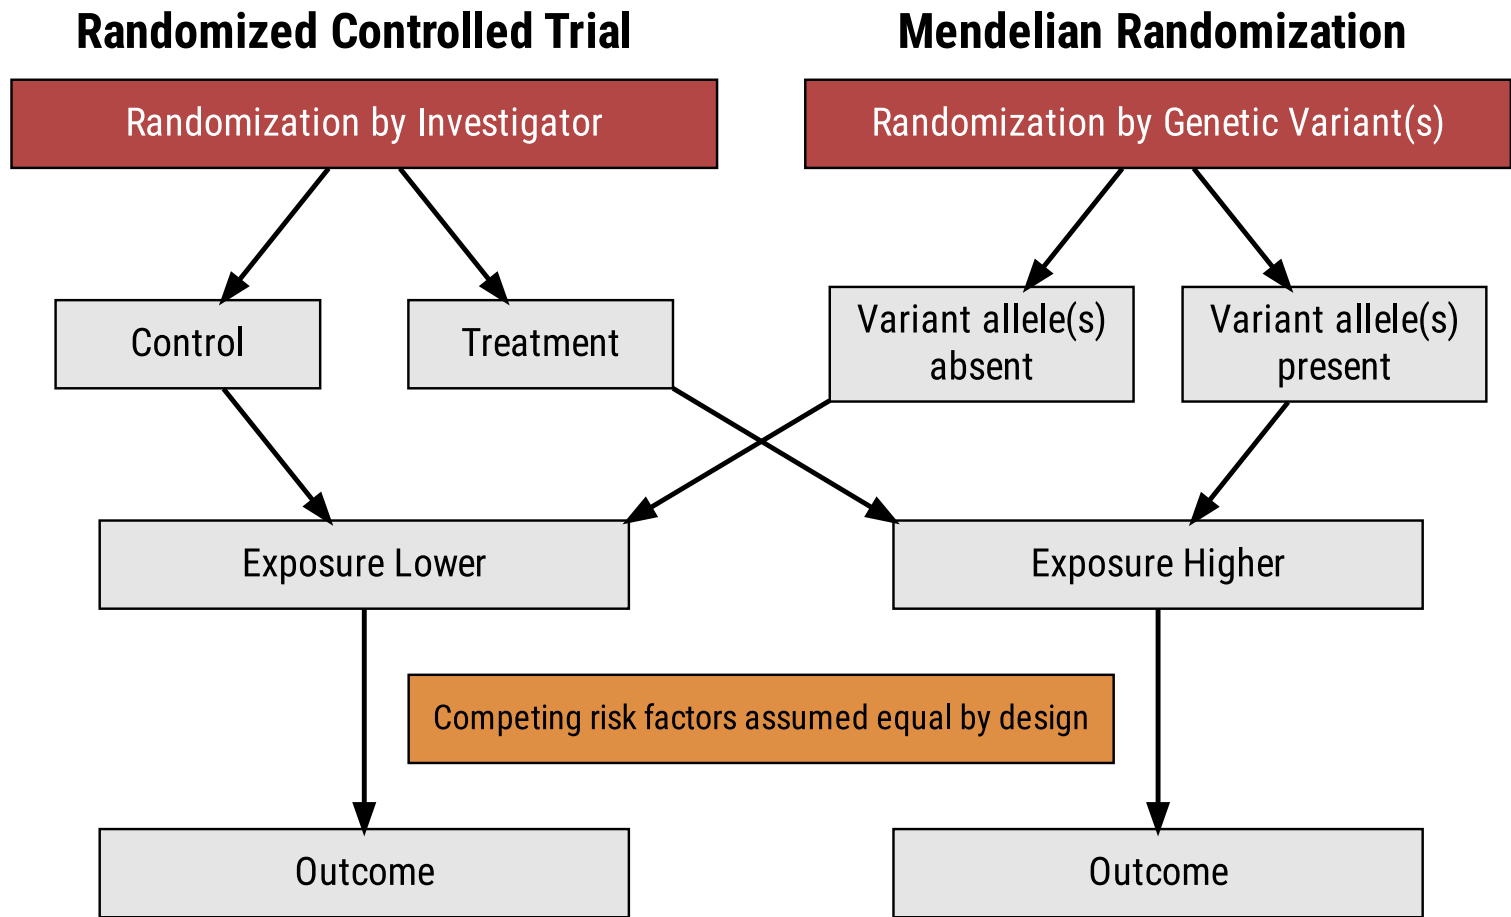 Randomized Controlled Trial
Mendelian Randomization
Randomization by Investigator
Randomization by Genetic Variant(s)
Control
Treatment
Variant allele(s)
absent
Variant allele(s)
present
Exposure Lower
Exposure Higher
Competing risk factors assumed equal by design
Outcome
Outcome